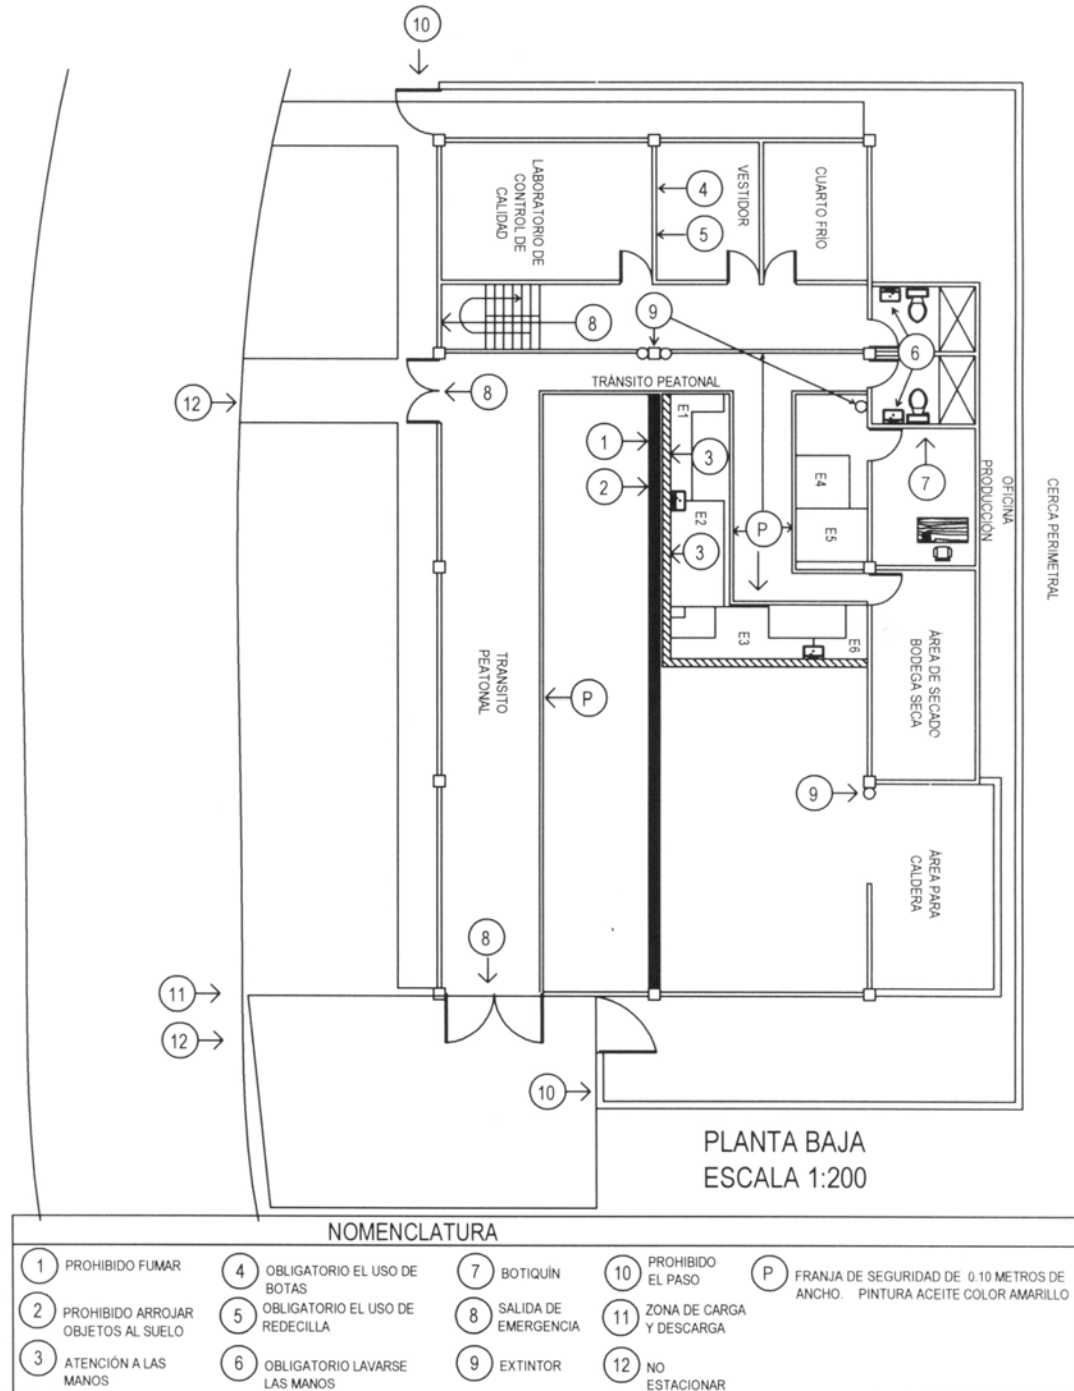 10
LABORATORIO DE
CONTROL DE
CALIDAD
4
5
VESTIDOR
CUARTO FRÍO
8
9
6
12
8
TRÁNSITO PEATONAL
1
2
E1
3
E2
3
P
E4
E5
7
OFICINA
PRODUCCIÓN
CERCA PERIMETRAL
E3
E6
ÁREA DE SECADO
BODEGA SECA
TRANSITO
PEATONAL
P
9
ÁREA PARA
CALDERA
8
11
12
10
PLANTA BAJA
ESCALA 1:200
NOMENCLATURA
1 PROHIBIDO FUMAR
2 PROHIBIDO ARROJAR
OBJETOS AL SUELO
3 ATENCIÓN A LAS
MANOS
4 OBLIGATORIO EL USO DE
BOTAS
5 OBLIGATORIO EL USO DE
REDECILLA
6 OBLIGATORIO LAVARSE
LAS MANOS
7 BOTIQUÍN
8 SALIDA DE
EMERGENCIA
9 EXTINTOR
10 PROHIBIDO
EL PASO
11 ZONA DE CARGA
Y DESCARGA
12 NO
ESTACIONAR
P FRANJA DE SEGURIDAD DE 0.10 METROS DE
ANCHO. PINTURA ACEITE COLOR AMARILLO